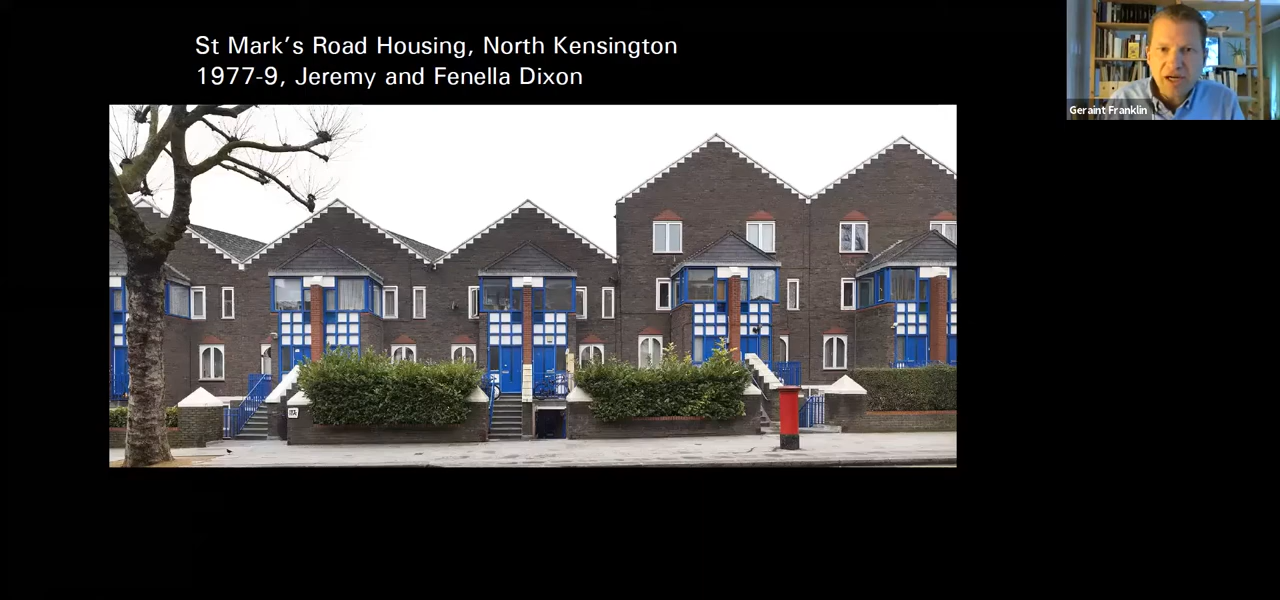 St Mark's Road Housing, North Kensington
1977-9, Jeremy and Fenella Dixon
Geraint Franklin